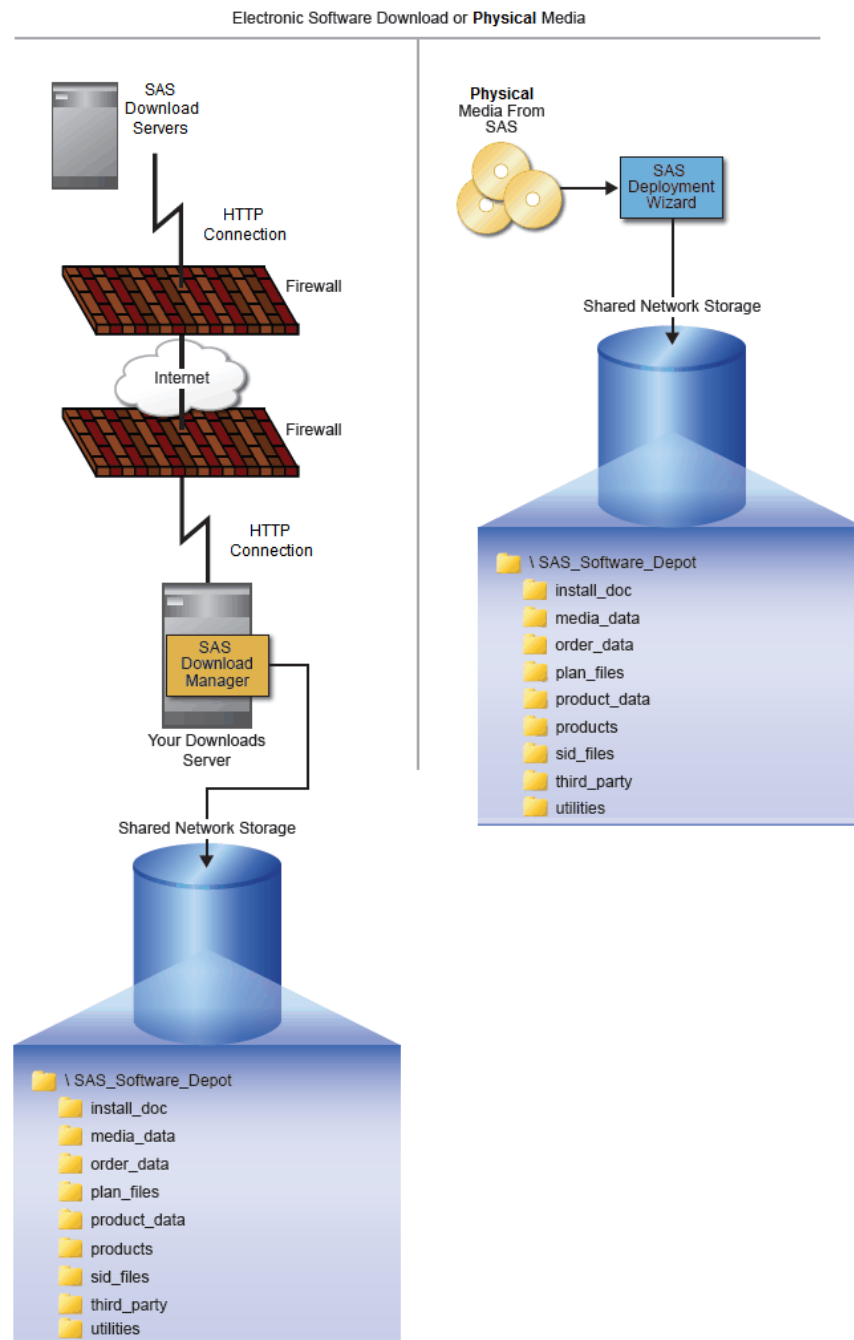 Electronic Software Download or Physical Media
SAS
Download
Servers
HTTP
Connection
Firewall
Internet
Firewall
HTTP
Connection
SAS
Download
Manager
Your Downloads
Server
Shared Network Storage
\ SAS_Software_Depot
install_doc
media_data
order_data
plan_files
product_data
products
sid_files
third_party
utilities
Physical
Media From
SAS
SAS
Deployment
Wizard
Shared Network Storage
\ SAS_Software_Depot
install_doc
media_data
order_data
plan_files
product_data
products
sid_files
third_party
utilities